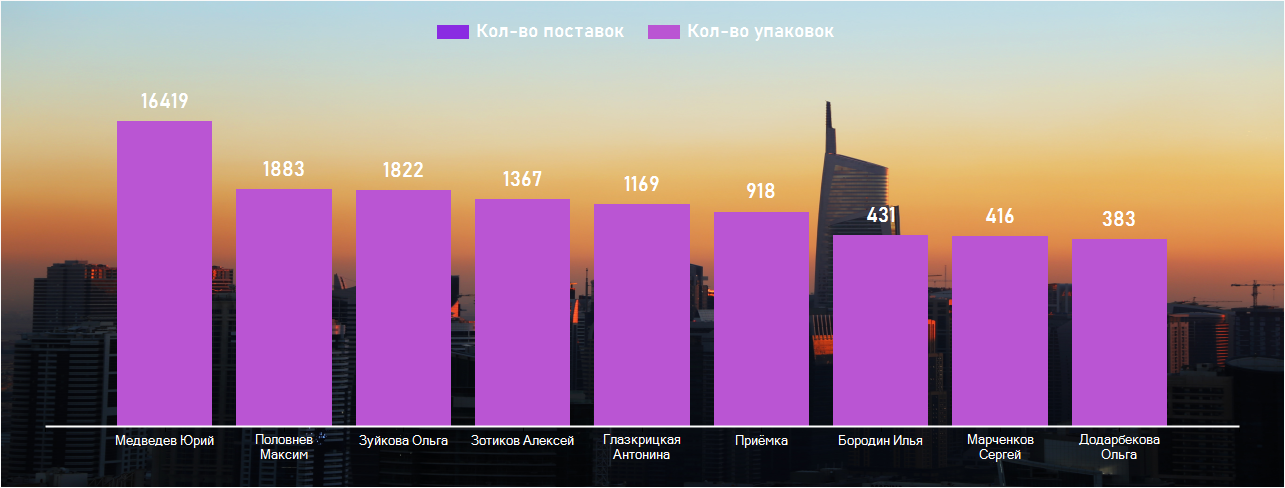 Кол-во поставок Кол-во упаковок
16419
1883
1822
1367
1169
918
431
416
383
Медведев Юрий
Половнев
Максим
Зуйкова Ольга
Зотиков Алексей
Глазкрицкая
Антонина
Приёмка
Бородин Илья
Марченков
Сергей
Додарбекова
Ольга